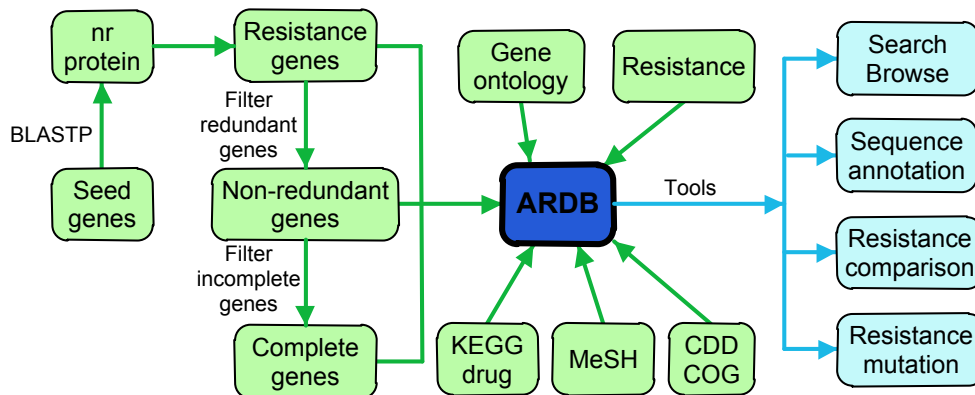 nr
protein
Resistance
genes
BLASTP
Seed
genes
Filter
redundant
genes
Non-redundant
genes
Filter
incomplete
genes
Complete
genes
Gene
ontology
Resistance
ARDB
KEGG
drug
MeSH
CDD
COG
Tools
Search
Browse
Sequence
annotation
Resistance
comparison
Resistance
mutation